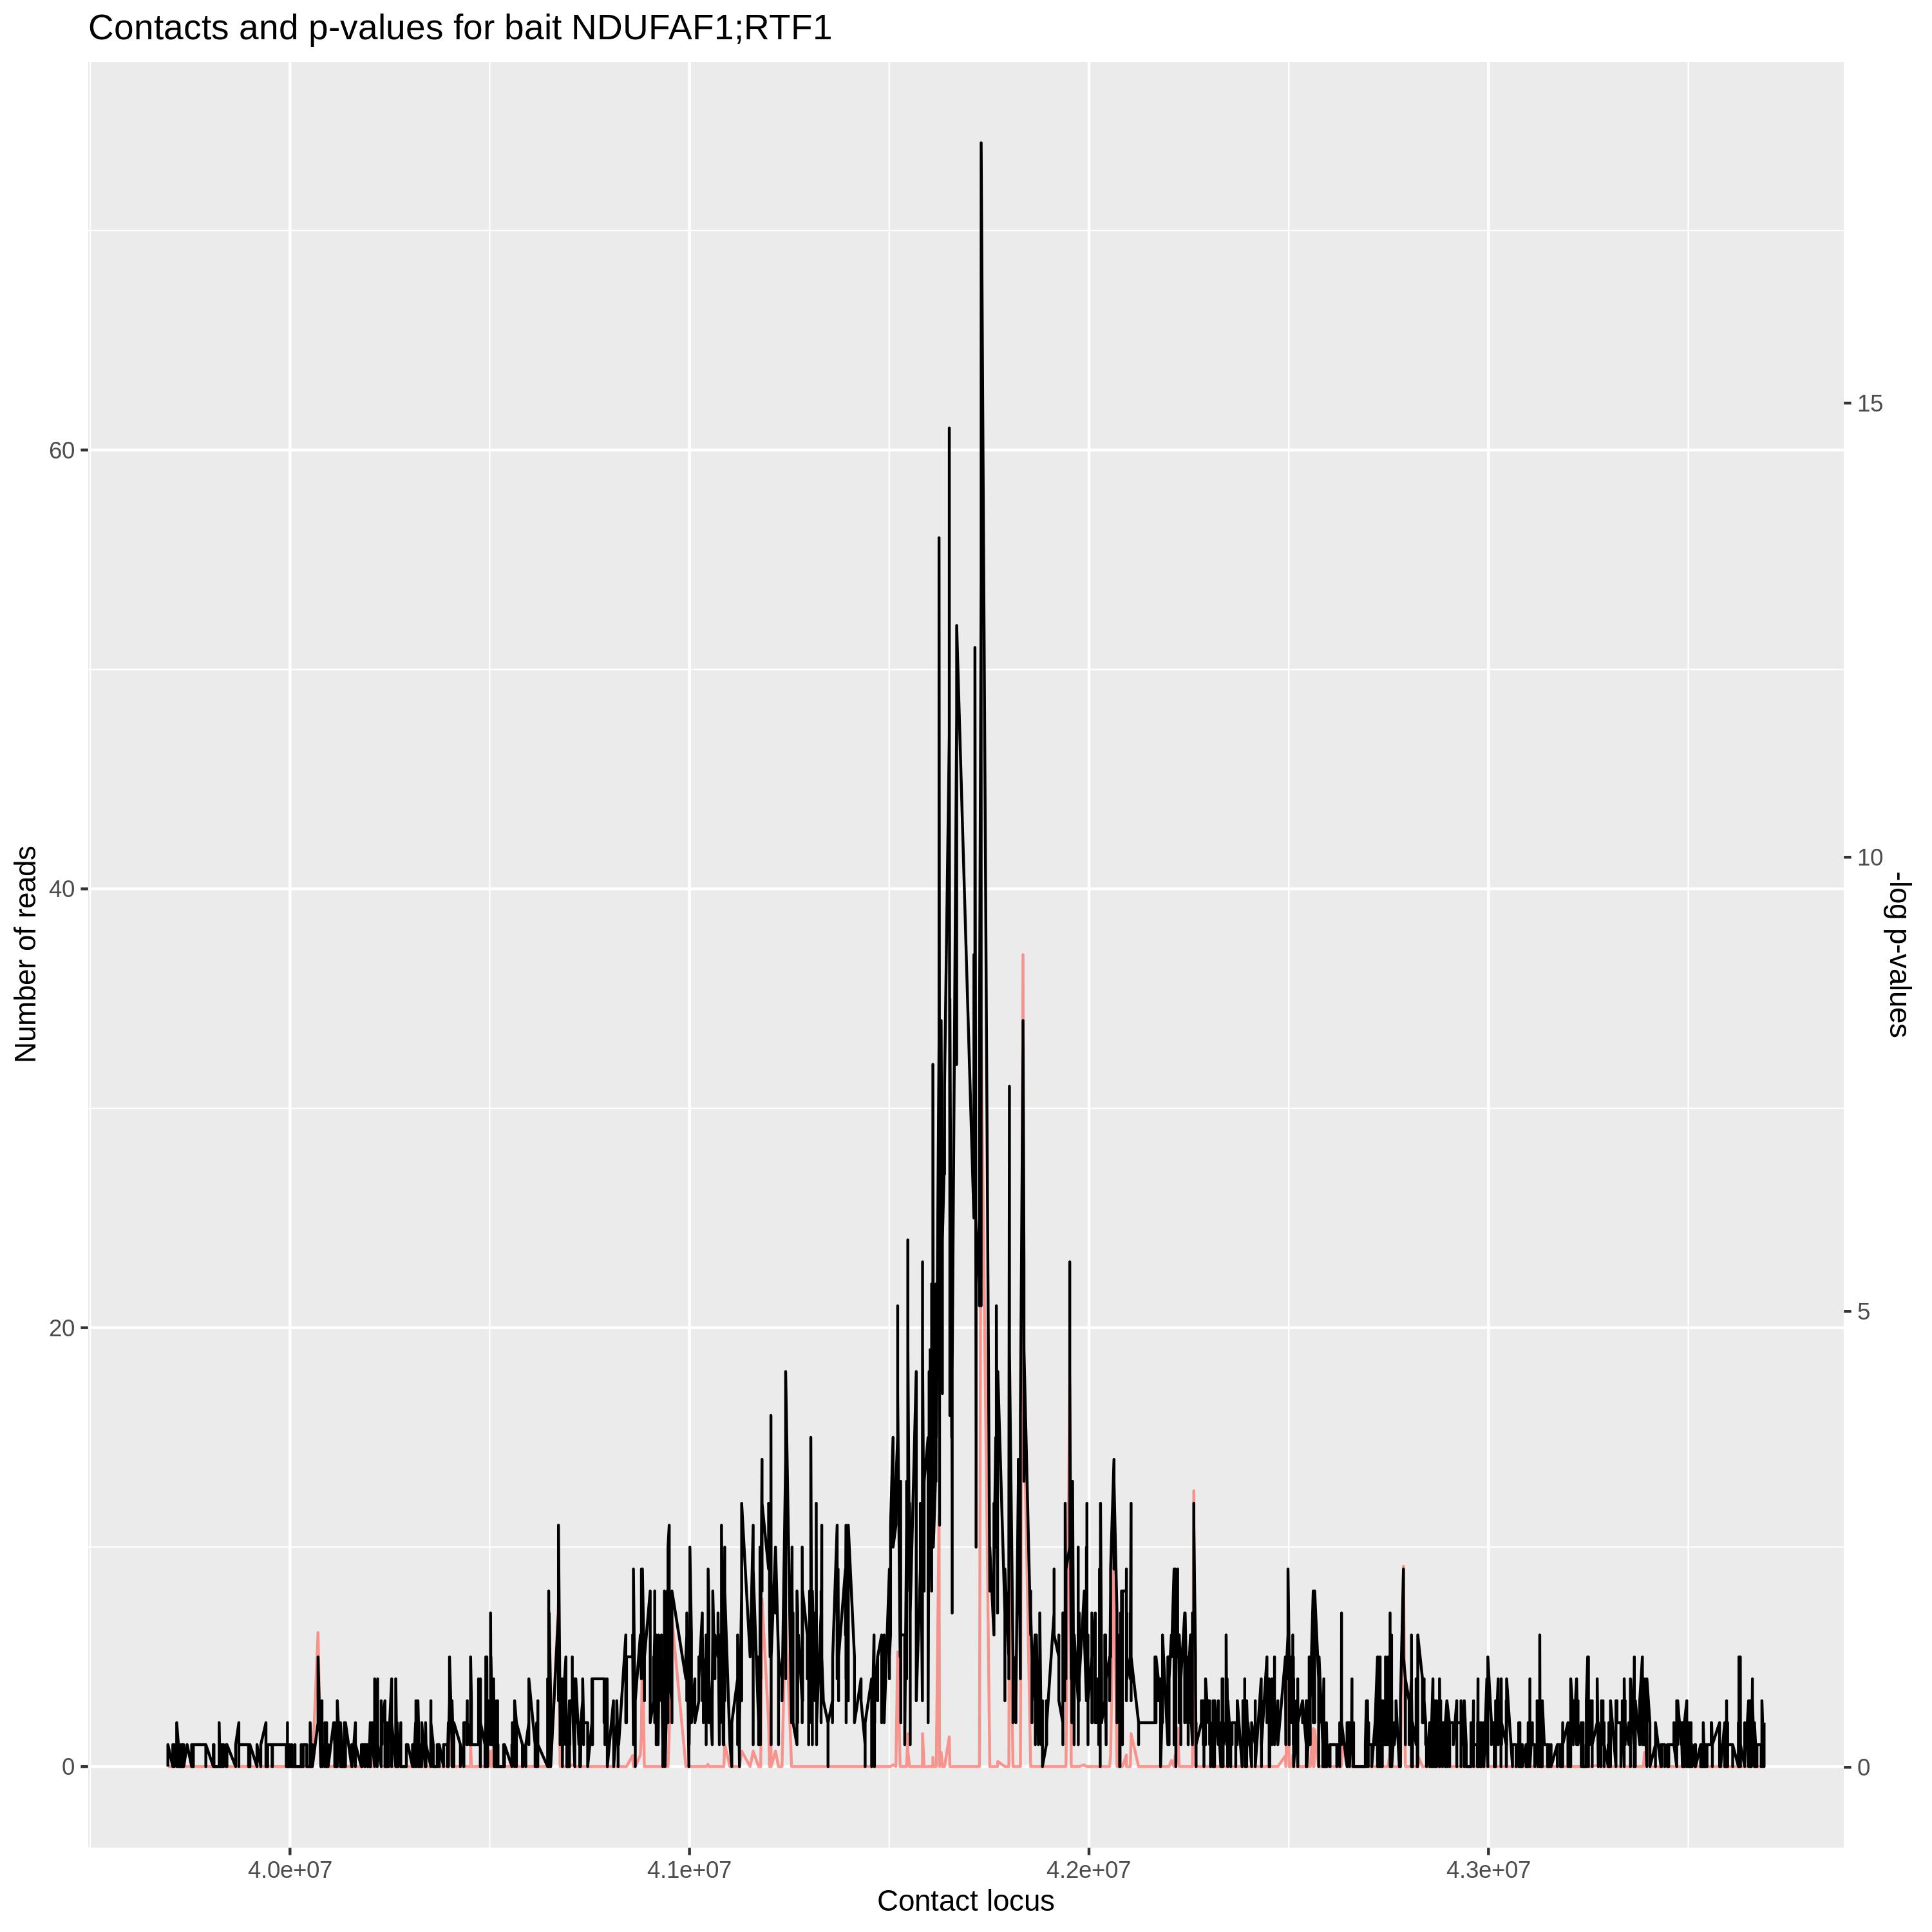 Contacts and p-values for bait NDUFAF1;RTF1
60
40
20
0
Number of reads
15
10
5
0
-log p-values
4.0e+07
4.1e+07
4.2e+07
4.3e+07
Contact locus